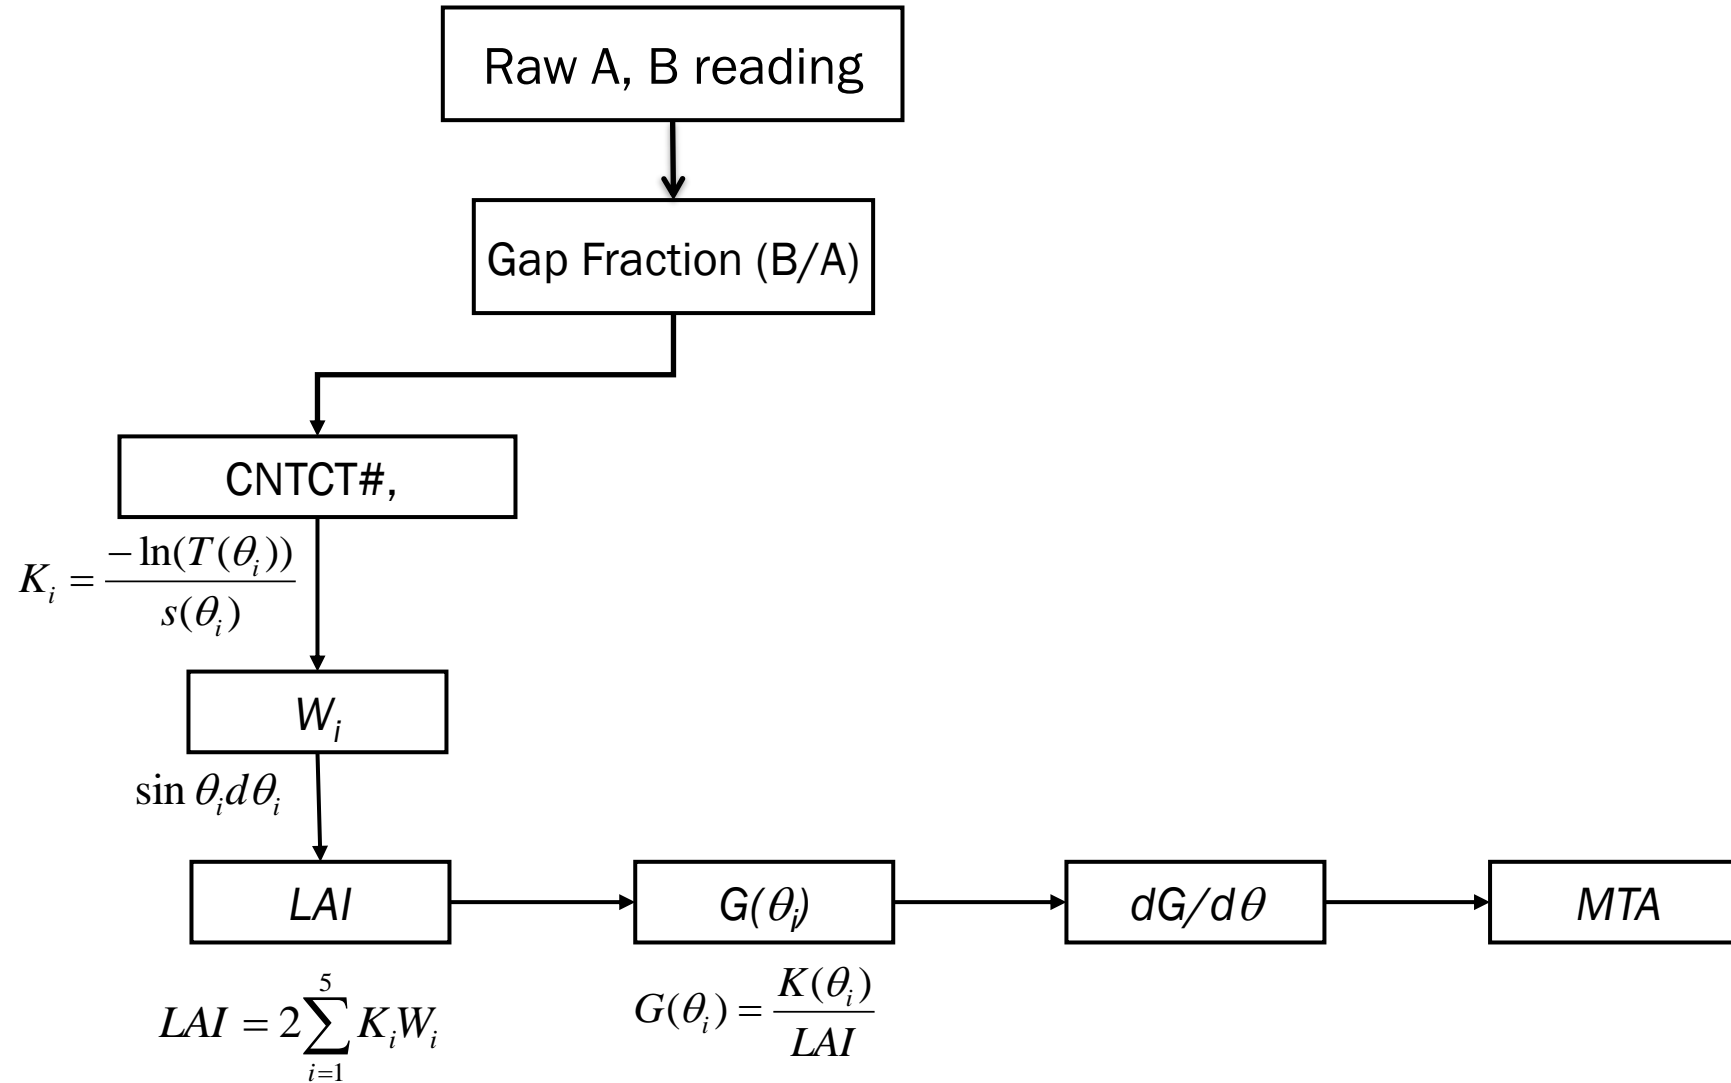 Raw A, B reading
Gap Fraction (B/A)
CNTCT#,
K_i = −ln(T(θ_i)) / s(θ_i)
W_i
sin θ_i dθ_i
LAI
G(θ_i)
dG/dθ
MTA
LAI = 2 ∑_{i=1}^{5} K_i W_i
G(θ_i) = K(θ_i) / LAI